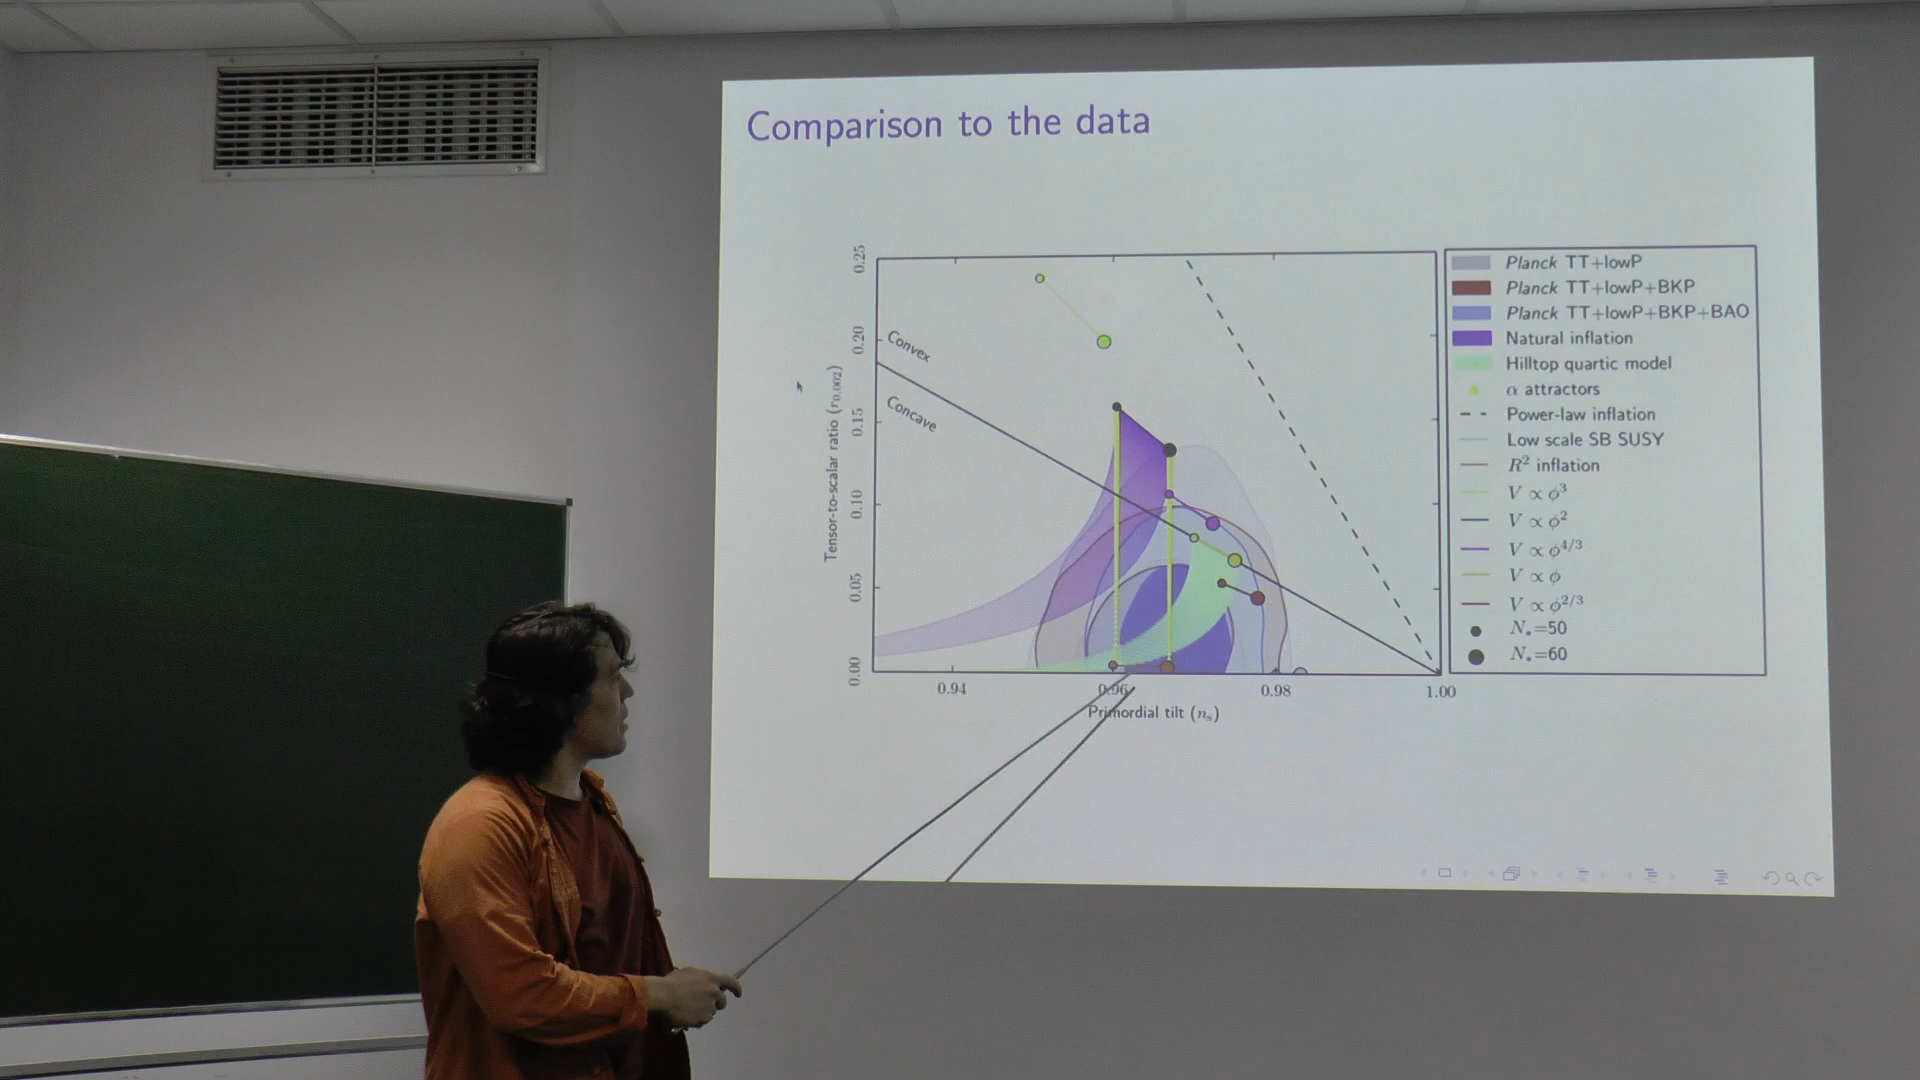 Comparison to the data
0.25
0.20
0.15
0.10
0.05
0.00
Tensor-to-scalar ratio (r₀.₀₀₂)
Convex
Concave
0.94
0.96
0.98
1.00
Primordial tilt (nₛ)
Planck TT+lowP
Planck TT+lowP+BKP
Planck TT+lowP+BKP+BAO
Natural inflation
Hilltop quartic model
α attractors
Power-law inflation
Low scale SB SUSY
R² inflation
V ∝ ϕ³
V ∝ ϕ²
V ∝ ϕ⁴/³
V ∝ ϕ
V ∝ ϕ²/³
N*=50
N*=60